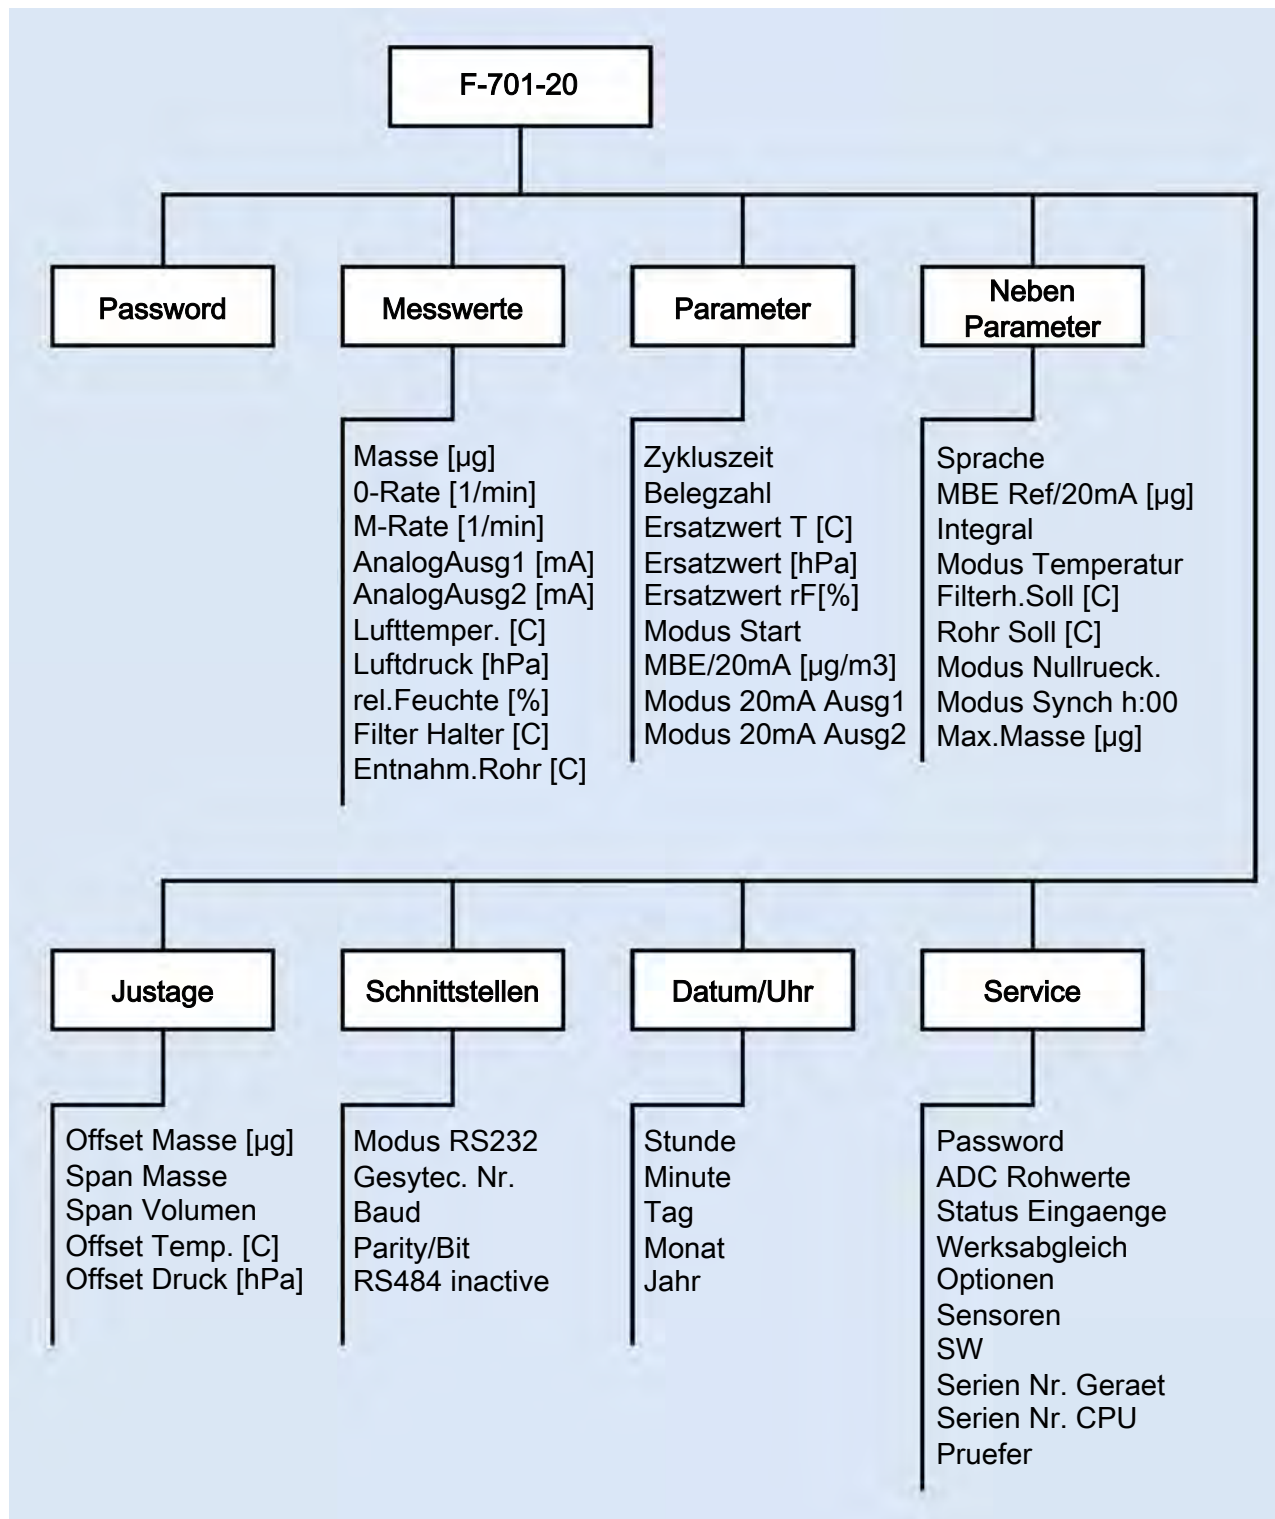 F-701-20
Password
Messwerte
Masse [µg]
0-Rate [1/min]
M-Rate [1/min]
AnalogAusg1 [mA]
AnalogAusg2 [mA]
Lufttemper. [C]
Luftdruck [hPa]
rel.Feuchte [%]
Filter Halter [C]
Entnahm.Rohr [C]
Parameter
Zykluszeit
Belegzahl
Ersatzwert T [C]
Ersatzwert [hPa]
Ersatzwert rF[%]
Modus Start
MBE/20mA [µg/m3]
Modus 20mA Ausg1
Modus 20mA Ausg2
Neben
Parameter
Sprache
MBE Ref/20mA [µg]
Integral
Modus Temperatur
Filterh.Soll [C]
Rohr Soll [C]
Modus Nullrueck.
Modus Synch h:00
Max.Masse [µg]
Justage
Offset Masse [µg]
Span Masse
Span Volumen
Offset Temp. [C]
Offset Druck [hPa]
Schnittstellen
Modus RS232
Gesytec. Nr.
Baud
Parity/Bit
RS484 inactive
Datum/Uhr
Stunde
Minute
Tag
Monat
Jahr
Service
Password
ADC Rohwerte
Status Eingaenge
Werksabgleich
Optionen
Sensoren
SW
Serien Nr. Geraet
Serien Nr. CPU
Pruefer